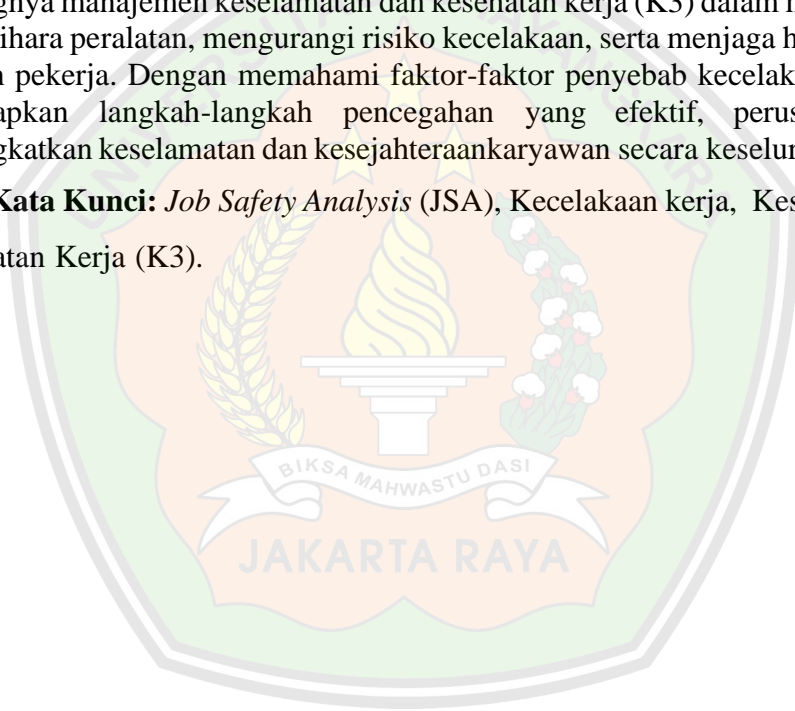 gnya manajemen keselamatan dan kesehatan kerja (K3) dalam
ihara peralatan, mengurangi risiko kecelakaan, serta menjaga h
n pekerja. Dengan memahami faktor-faktor penyebab kecelak
apkan langkah-langkah pencegahan yang efektif, perus
gkatkan keselamatan dan kesejahteraankaryawan secara keselur
Kata Kunci: Job Safety Analysis (JSA), Kecelakaan kerja, Kes
atan Kerja (K3).
BIKSA MAHWASTU DASI
JAKARTA RAYA